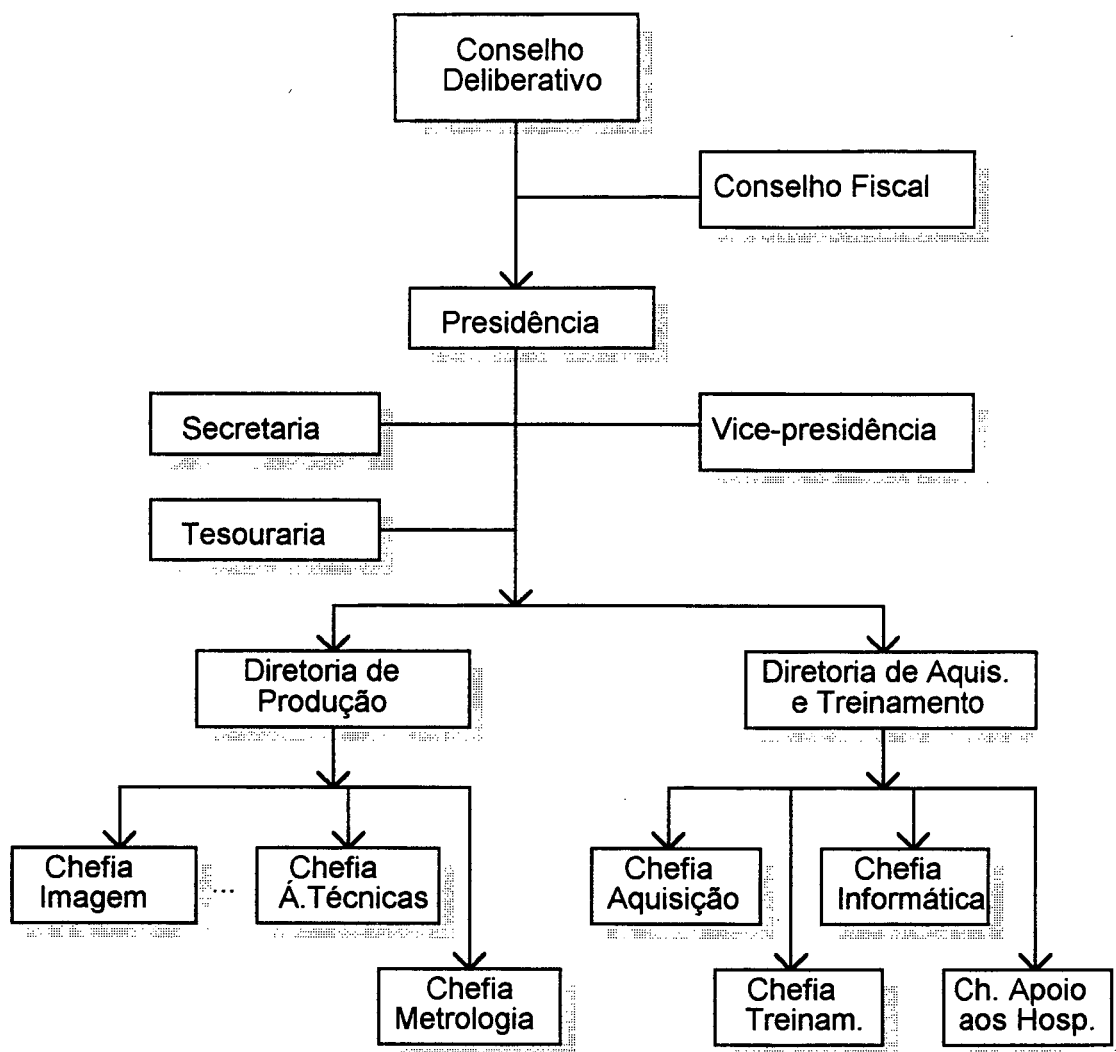 Conselho
Deliberativo
Conselho Fiscal
Presidência
Secretaria
Vice-presidência
Tesouraria
Diretoria de
Produção
Diretoria de Aquis.
e Treinamento
Chefia
Imagem
...
Chefia
Á.Técnicas
Chefia
Aquisição
Chefia
Informática
Chefia
Metrologia
Chefia
Treinam.
Ch. Apoio
aos Hosp.